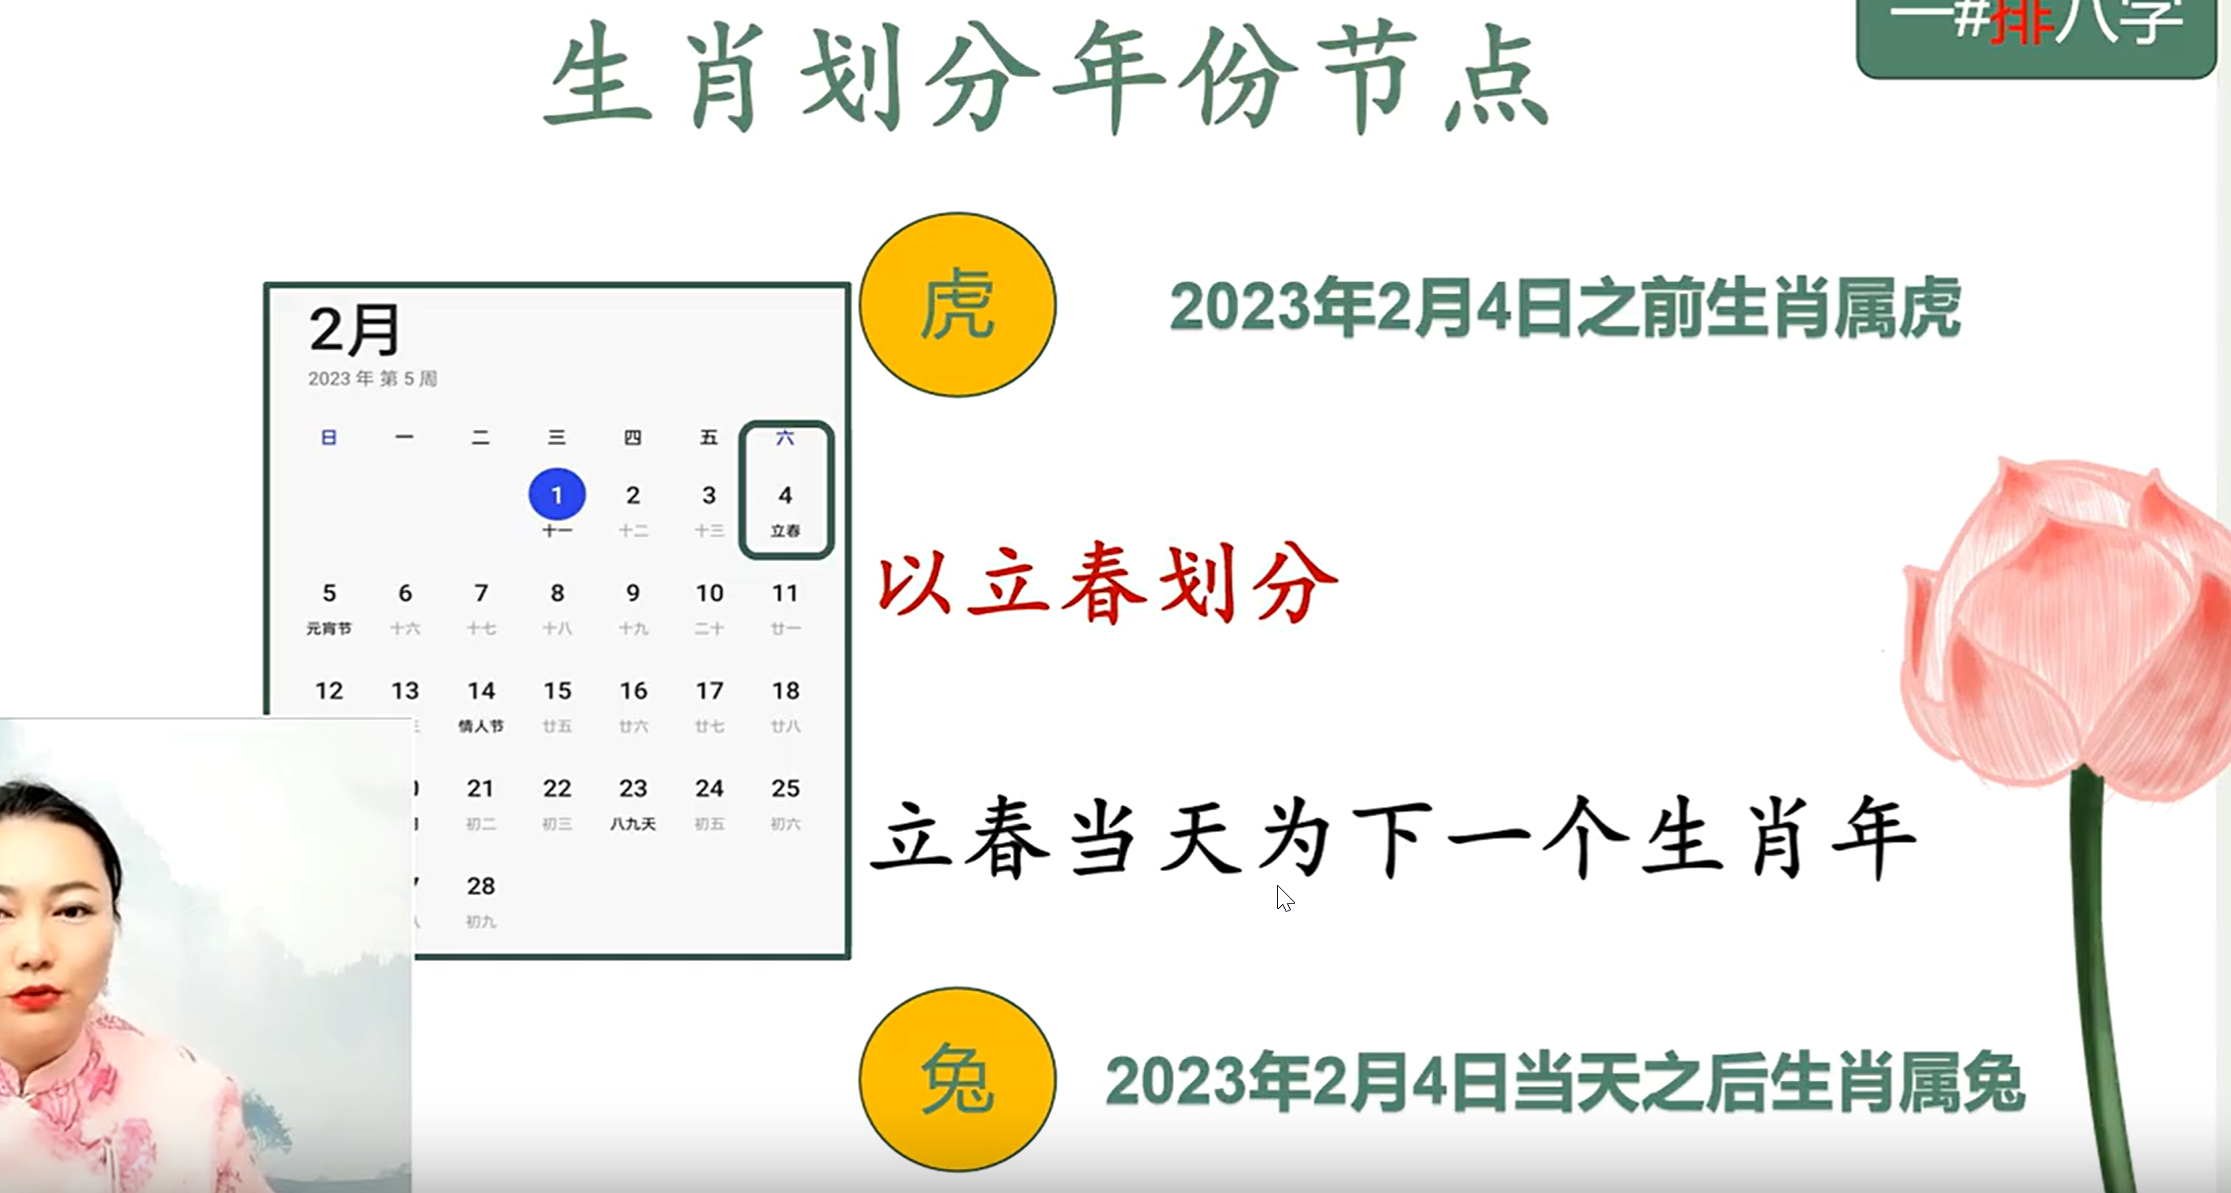 生肖划分年份节点
一#排八字
虎
2023年2月4日之前生肖属虎
2月
2023 年 第 5 周
日 一 二 三 四 五 六
1 2 3 4
十一 十二 十三 立春
5 6 7 8 9 10 11
元宵节 十六 十七 十八 十九 二十 廿一
12 13 14 15 16 17 18
情人节 廿五 廿六 廿七 廿八
21 22 23 24 25
初二 初三 八九天 初五 初六
28
初九
以立春划分
立春当天为下一个生肖年
兔
2023年2月4日当天之后生肖属兔